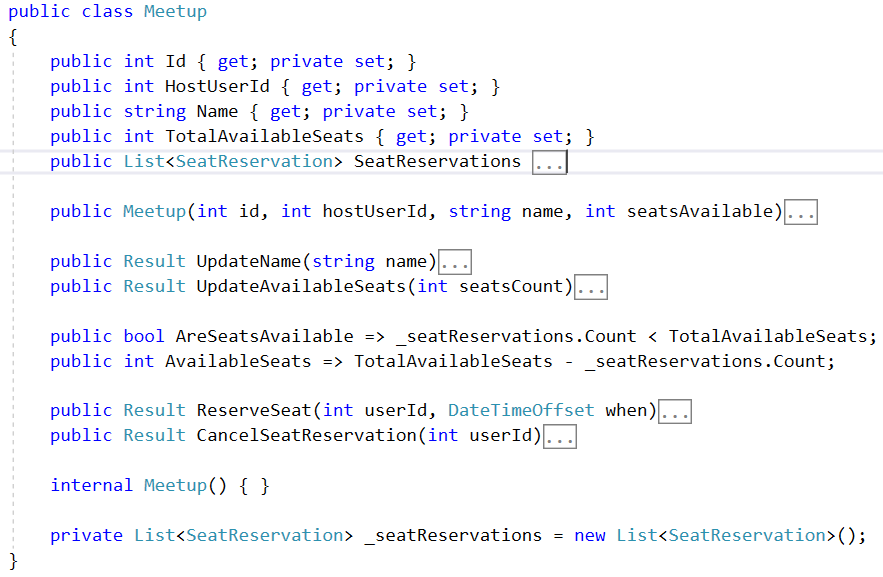 public class Meetup
{
public int Id { get; private set; }
public int HostUserId { get; private set; }
public string Name { get; private set; }
public int TotalAvailableSeats { get; private set; }
public List<SeatReservation> SeatReservations ...
public Meetup(int id, int hostUserId, string name, int seatsAvailable)...
public Result UpdateName(string name)...
public Result UpdateAvailableSeats(int seatsCount)...
public bool AreSeatsAvailable => _seatReservations.Count < TotalAvailableSeats;
public int AvailableSeats => TotalAvailableSeats - _seatReservations.Count;
public Result ReserveSeat(int userId, DateTimeOffset when)...
public Result CancelSeatReservation(int userId)...
internal Meetup() { }
private List<SeatReservation> _seatReservations = new List<SeatReservation>();
}